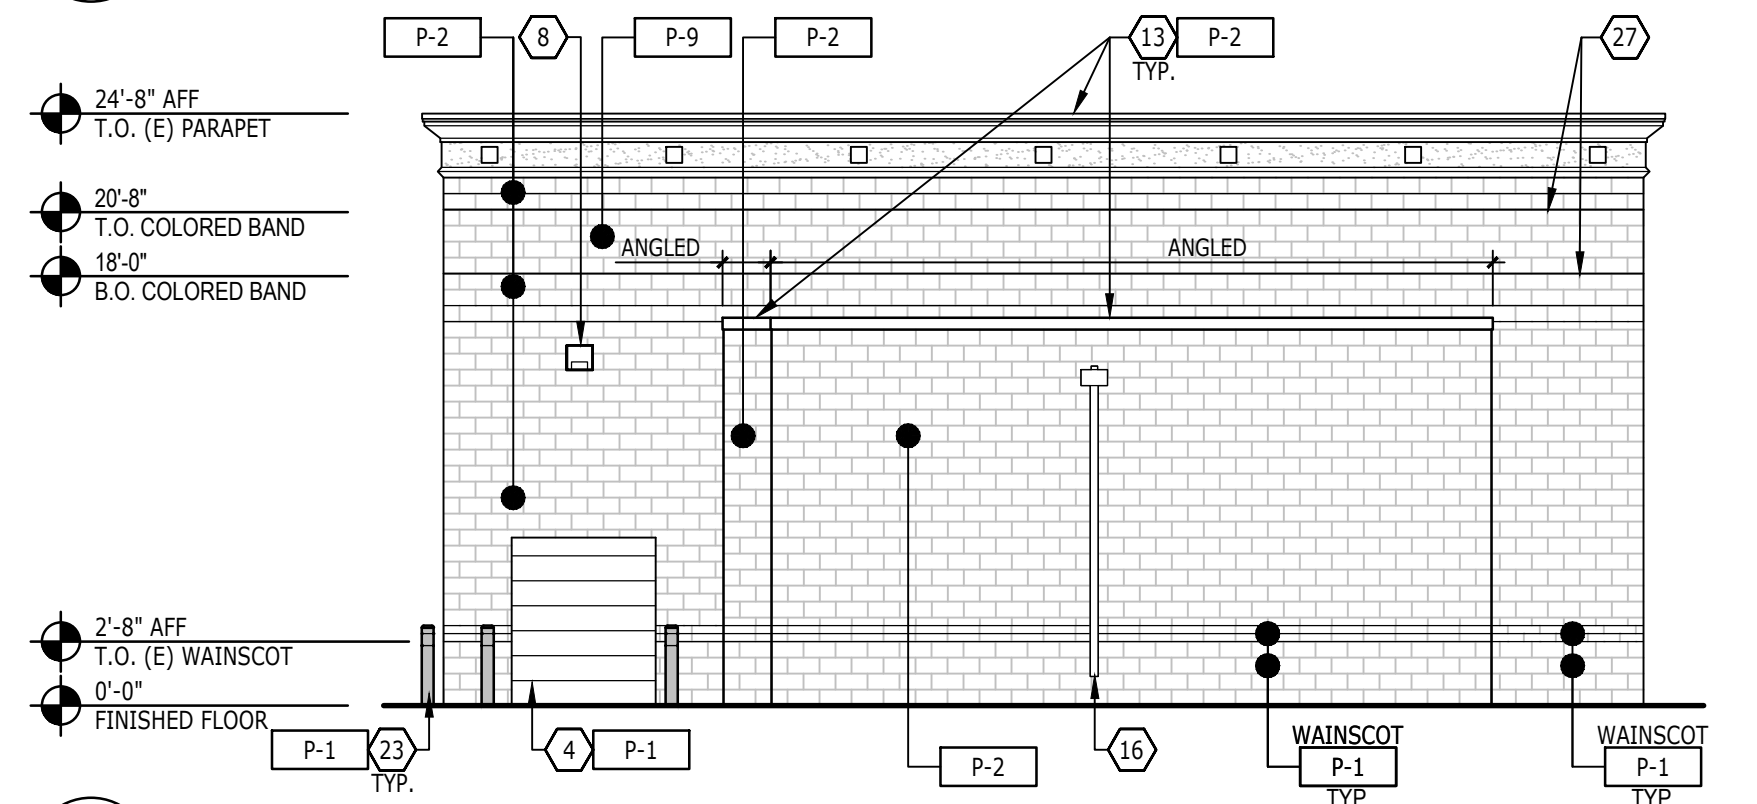 P-2
8
P-9
P-2
13
P-2
TYP.
27
24'-8" AFF
T.O. (E) PARAPET
20'-8"
T.O. COLORED BAND
18'-0"
B.O. COLORED BAND
ANGLED
ANGLED
2'-8" AFF
T.O. (E) WAINSCOT
0'-0"
FINISHED FLOOR
P-1
23
TYP.
4
P-1
P-2
16
WAINSCOT
P-1
TYP
WAINSCOT
P-1
TYP